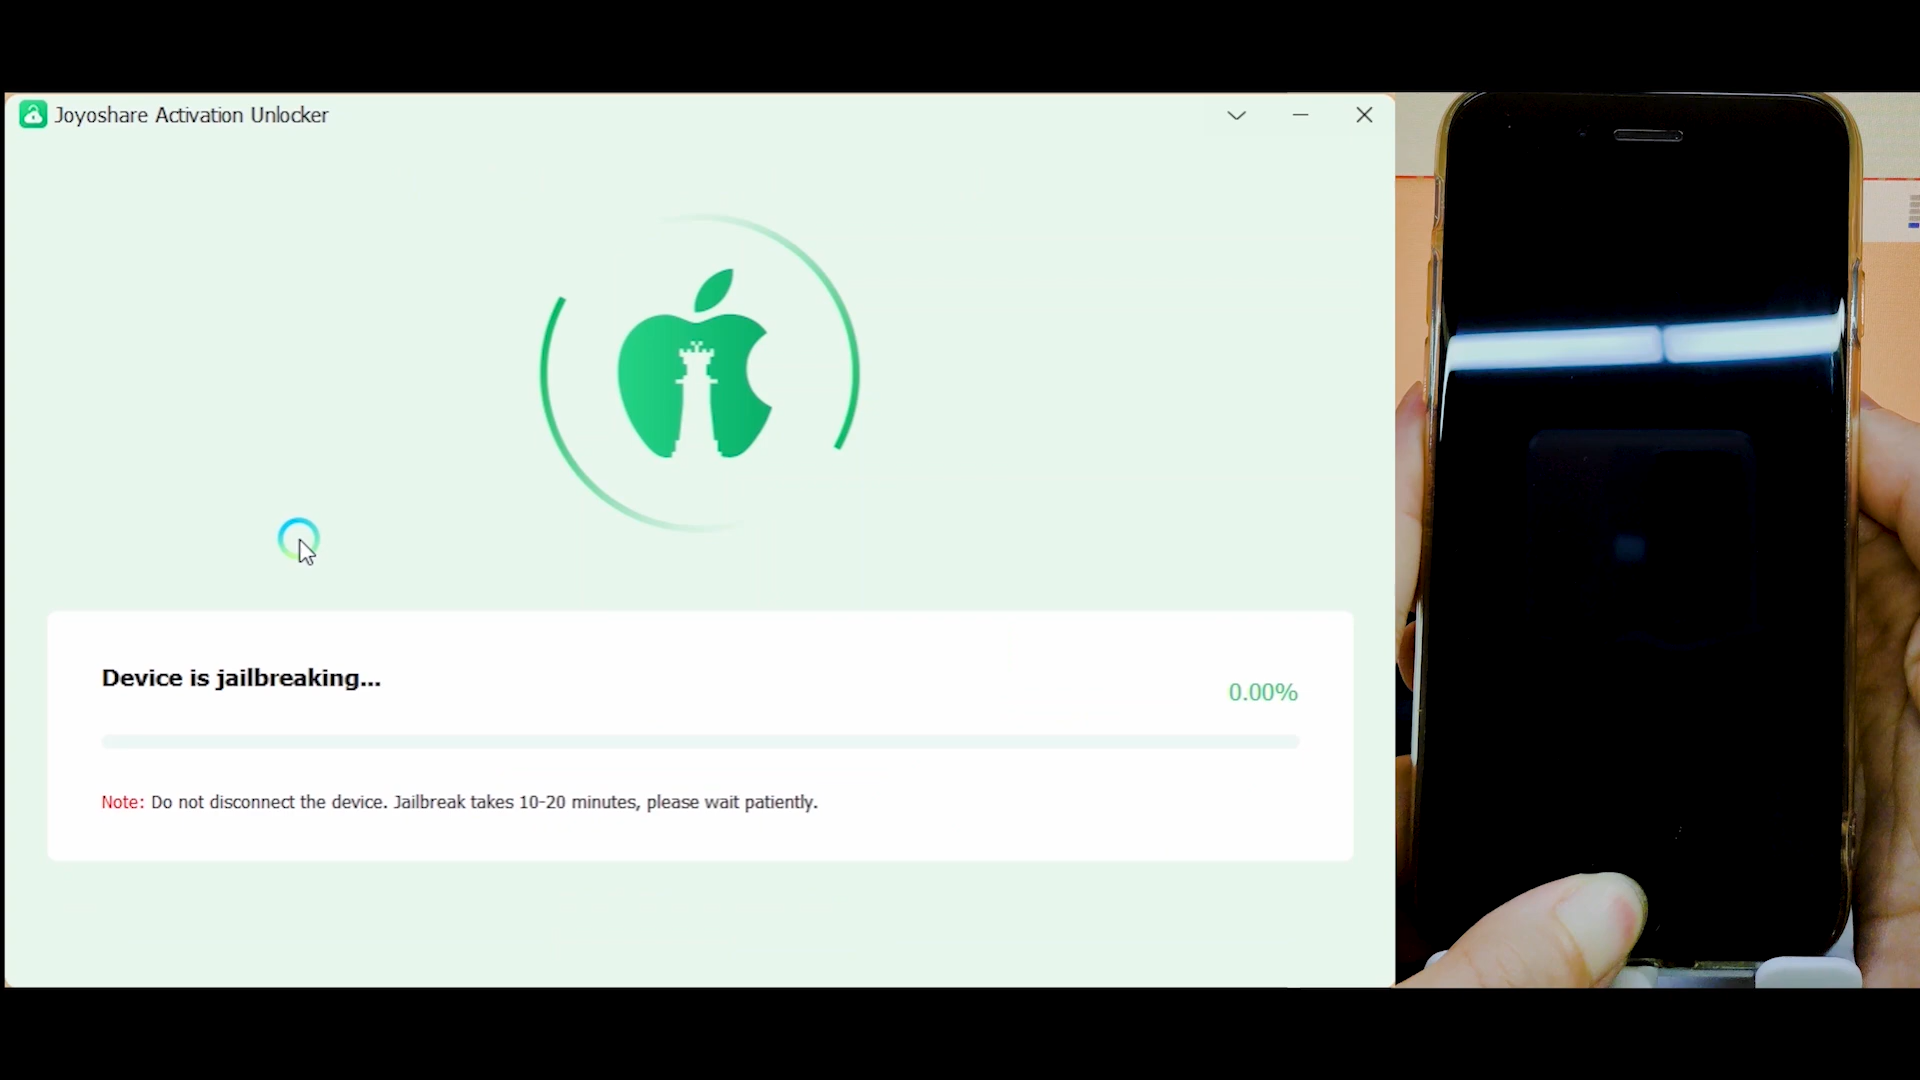 Joyoshare Activation Unlocker
Device is jailbreaking...
0.00%
Note: Do not disconnect the device. Jailbreak takes 10-20 minutes, please wait patiently.